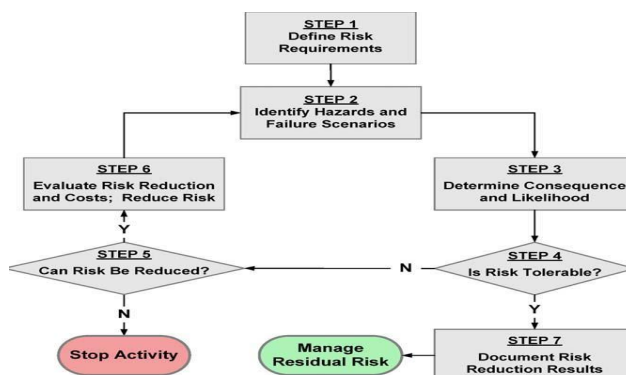 STEP 1
Define Risk
Requirements
STEP 2
Identify Hazards and
Failure Scenarios
STEP 6
Evaluate Risk Reduction
and Costs; Reduce Risk
STEP 3
Determine Consequence
and Likelihood
Y
STEP 5
Can Risk Be Reduced?
N
STEP 4
Is Risk Tolerable?
N
Y
Stop Activity
Manage
Residual Risk
STEP 7
Document Risk
Reduction Results